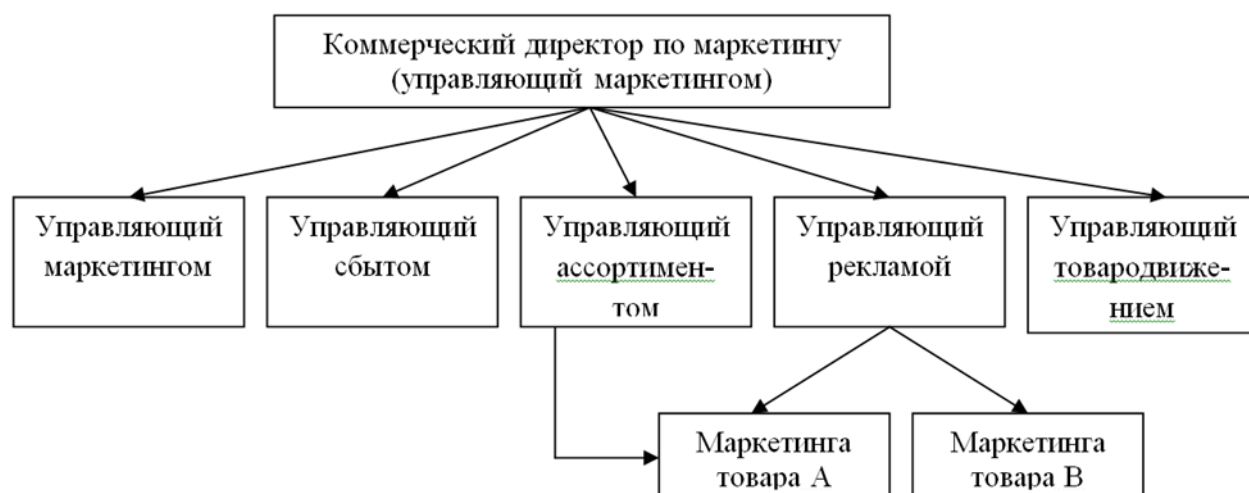 Коммерческий директор по маркетингу
(управляющий маркетингом)
Управляющий
маркетингом
Управляющий
сбытом
Управляющий
ассортимен-
том
Управляющий
рекламой
Управляющий
товародвиже-
нием
Маркетинга
товара А
Маркетинга
товара В